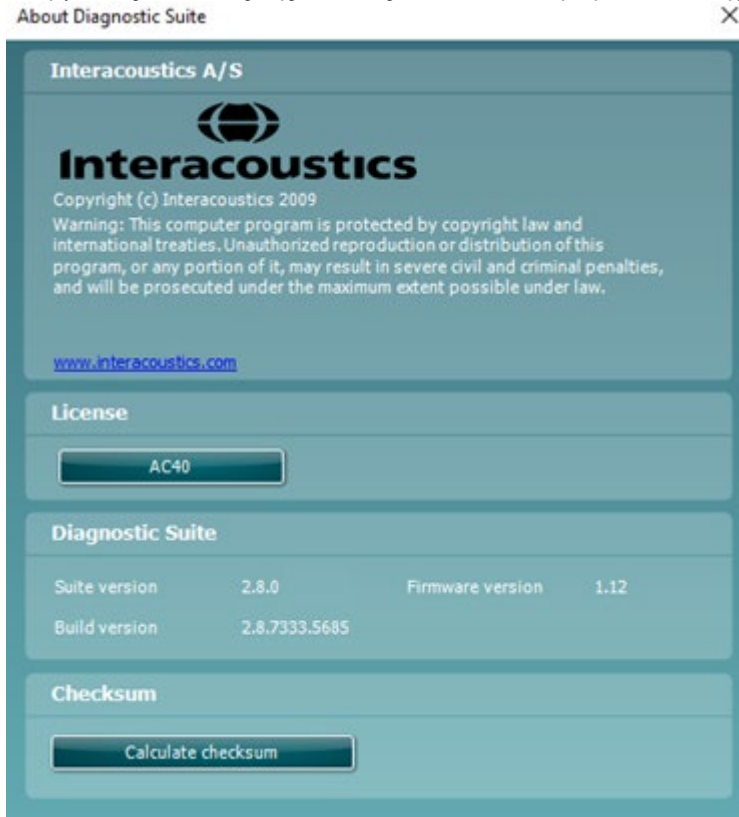 About Diagnostic Suite
Interacoustics A/S
Interacoustics
Copyright (c) Interacoustics 2009
Warning: This computer program is protected by copyright law and
international treaties. Unauthorized reproduction or distribution of this
program, or any portion of it, may result in severe civil and criminal penalties,
and will be prosecuted under the maximum extent possible under law.
www.interacoustics.com
License
AC40
Diagnostic Suite
Suite version 2.8.0 Firmware version 1.12
Build version 2.8.7333.5685
Checksum
Calculate checksum